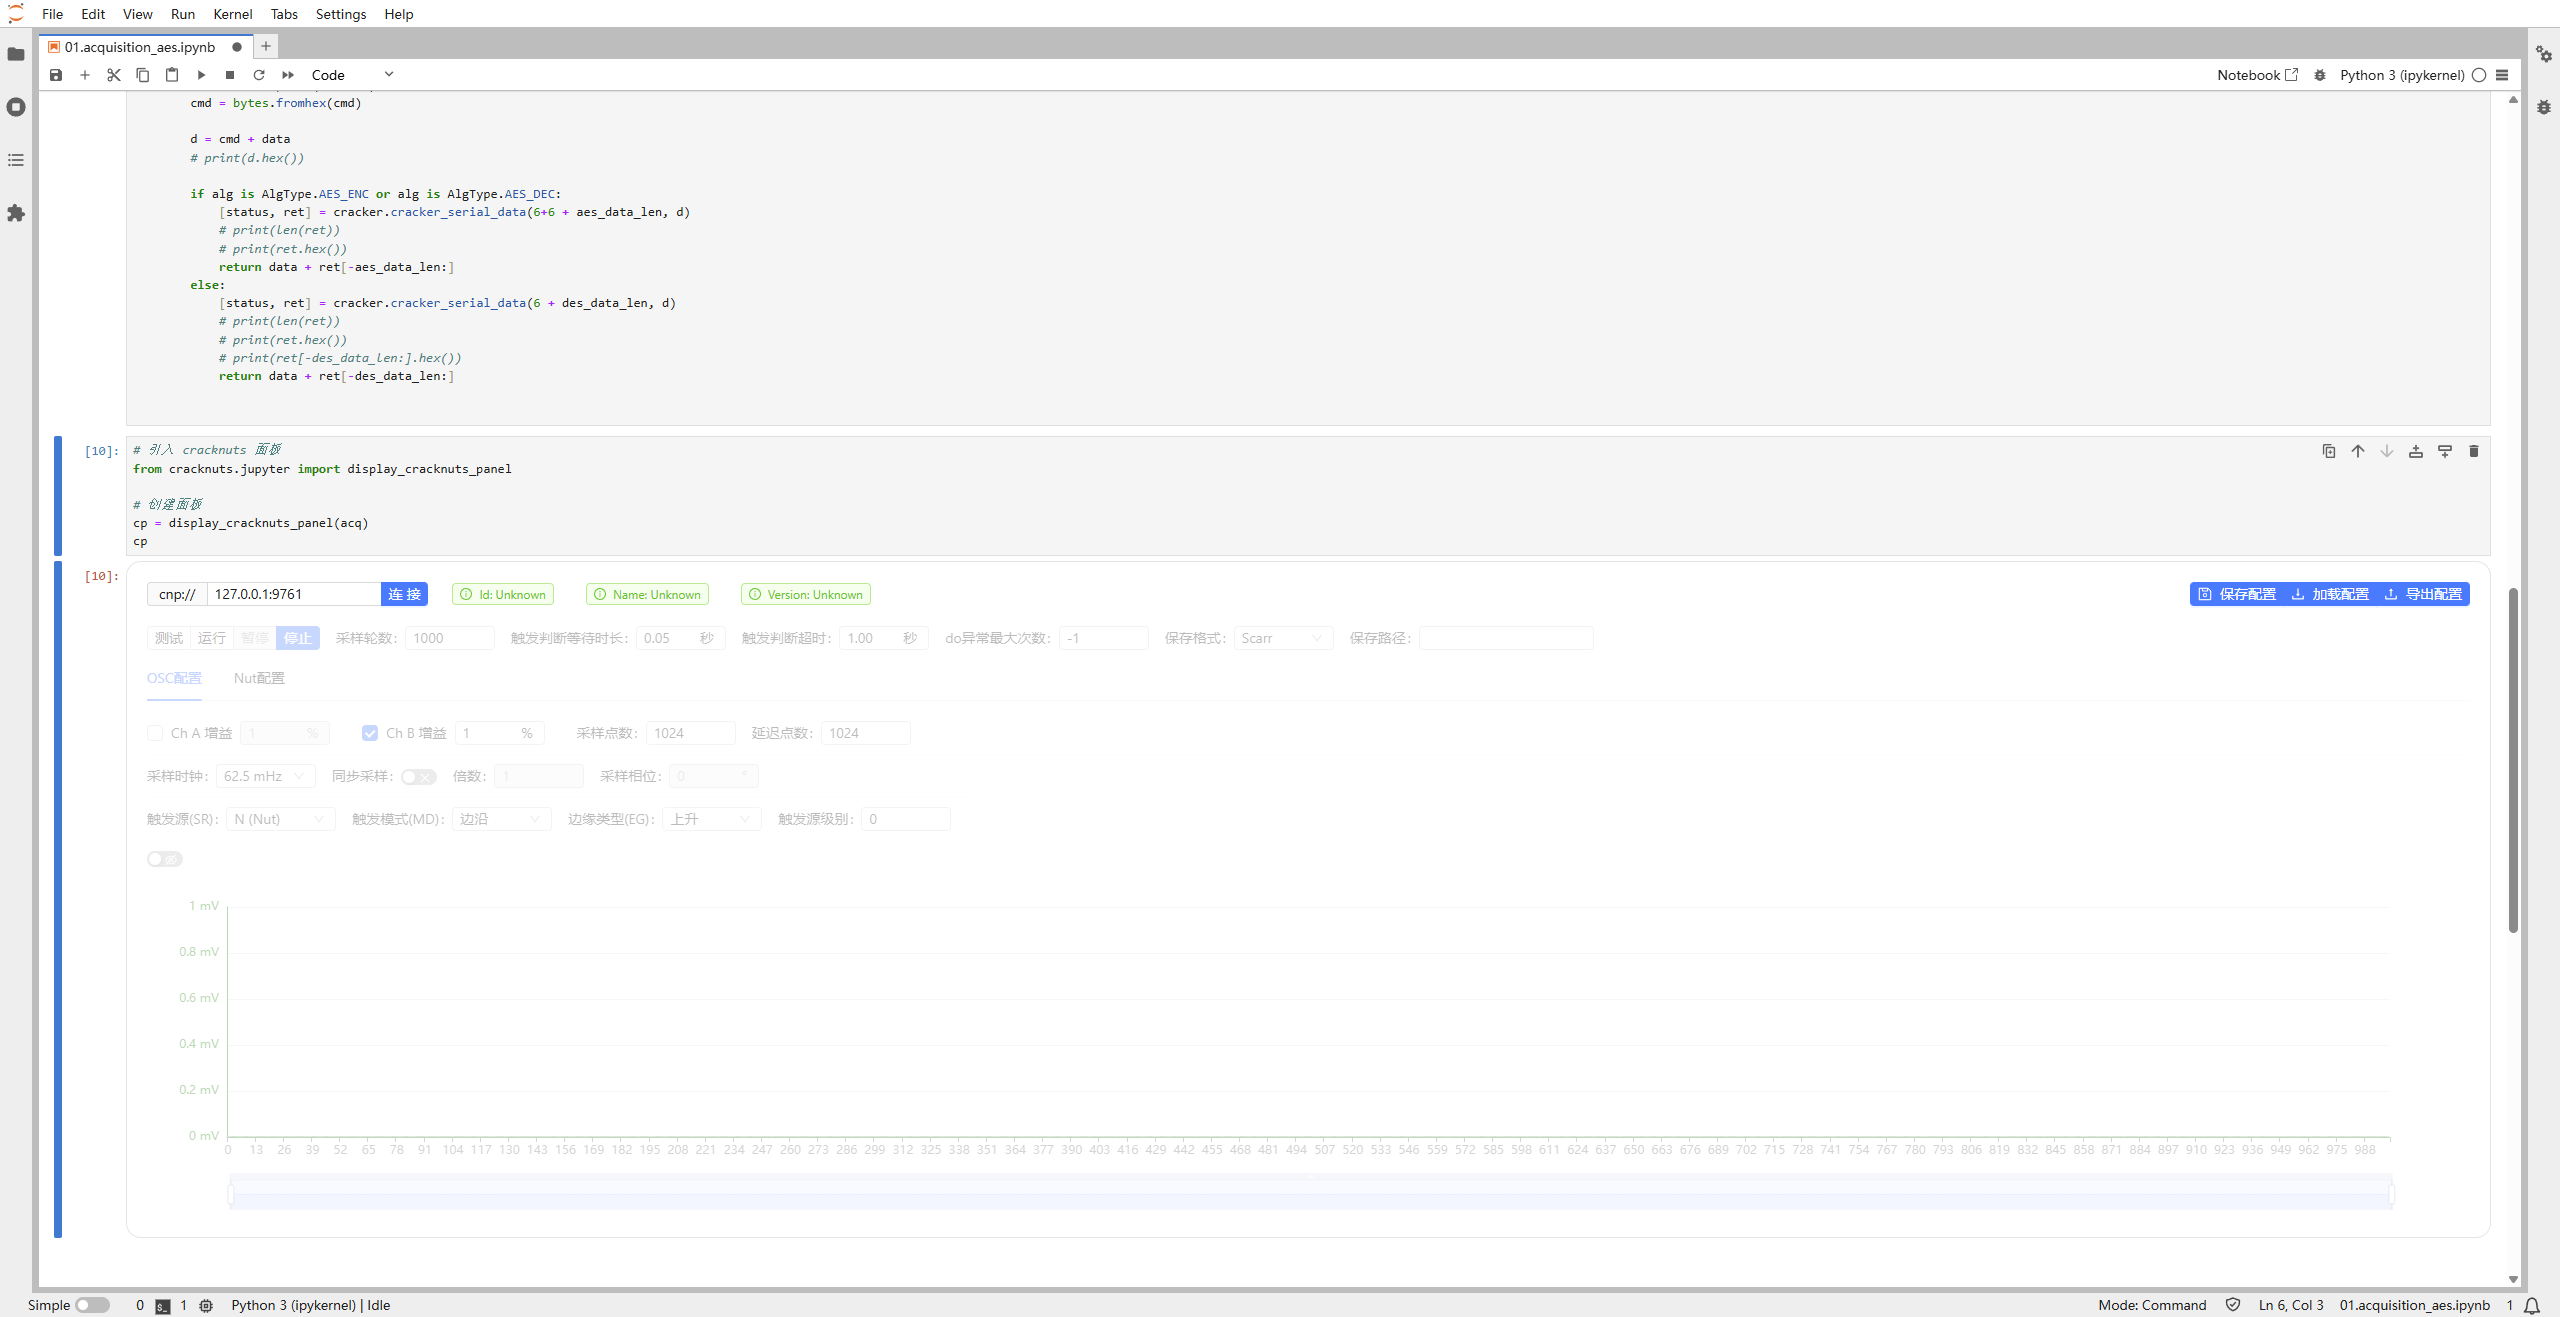 File Edit View Run Kernel Tabs Settings Help
01.acquisition_aes.ipynb
Code
Notebook Python 3 (ipykernel)
cmd = bytes.fromhex(cmd)
d = cmd + data
# print(d.hex())
if alg is AlgType.AES_ENC or alg is AlgType.AES_DEC:
[status, ret] = cracker.cracker_serial_data(6+6 + aes_data_len, d)
# print(len(ret))
# print(ret.hex())
return data + ret[-aes_data_len:]
else:
[status, ret] = cracker.cracker_serial_data(6 + des_data_len, d)
# print(len(ret))
# print(ret.hex())
# print(ret[-des_data_len:].hex())
return data + ret[-des_data_len:]
[10]: # 引入 cracknuts 面板
from cracknuts.jupyter import display_cracknuts_panel
# 创建面板
cp = display_cracknuts_panel(acq)
cp
[10]:
cnp:// 127.0.0.1:9761 连 接 Id: Unknown Name: Unknown Version: Unknown 保存配置 加载配置 导出配置
测试 运行 暂停 停止 采样轮数: 1000 触发判断等待时长: 0.05 秒 触发判断超时: 1.00 秒 do异常最大次数: -1 保存格式: Scarr 保存路径:
OSC配置 Nut配置
Ch A 增益 1 % Ch B 增益 1 % 采样点数: 1024 延迟点数: 1024
采样时钟: 62.5 mHz 同步采样: 倍数: 1 采样相位: 0 °
触发源(SR): N (Nut) 触发模式(MD): 边沿 边缘类型(EG): 上升 触发源级别: 0
1 mV
0.8 mV
0.6 mV
0.4 mV
0.2 mV
0 mV
0 13 26 39 52 65 78 91 104 117 130 143 156 169 182 195 208 221 234 247 260 273 286 299 312 325 338 351 364 377 390 403 416 429 442 455 468 481 494 507 520 533 546 559 572 585 598 611 624 637 650 663 676 689 702 715 728 741 754 767 780 793 806 819 832 845 858 871 884 897 910 923 936 949 962 975 988
Simple 0 1 Python 3 (ipykernel) | Idle Mode: Command Ln 6, Col 3 01.acquisition_aes.ipynb 1